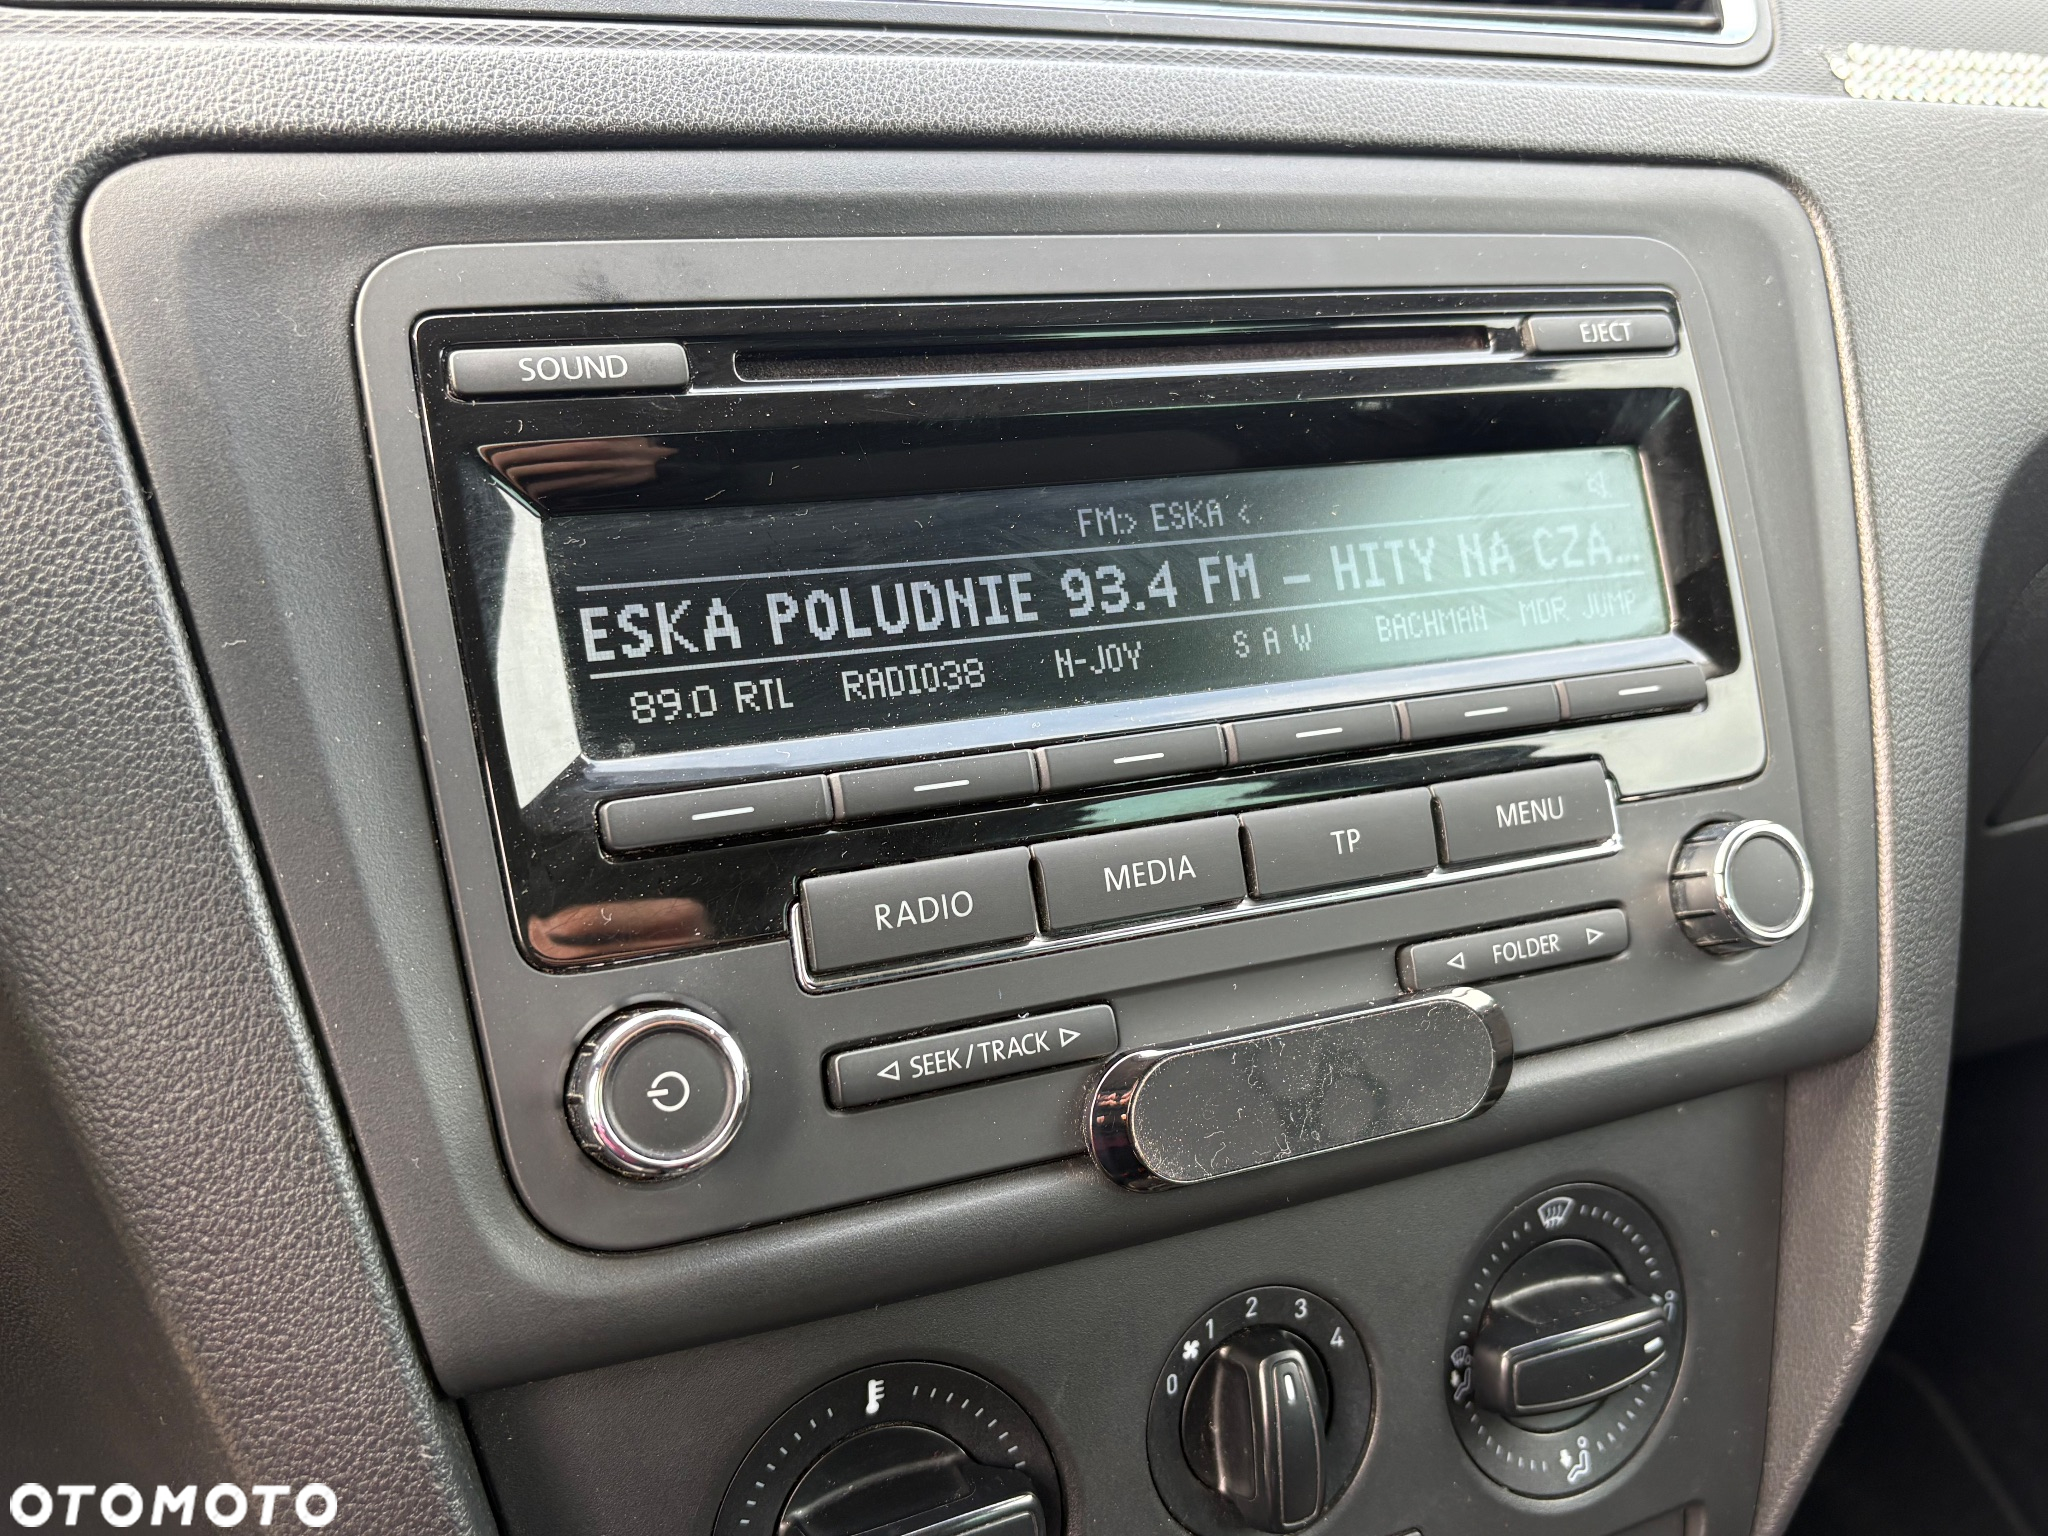 SOUND
EJECT
FM:> ESKA <
ESKA POLUDNIE 93.4 FM - HITY NA CZA...
89.0 RTL RADIO38 N-JOY S A W BACHMAN MDR JUMP
RADIO MEDIA TP MENU
FOLDER
SEEK/TRACK
0 1 2 3 4
OTOMOTO